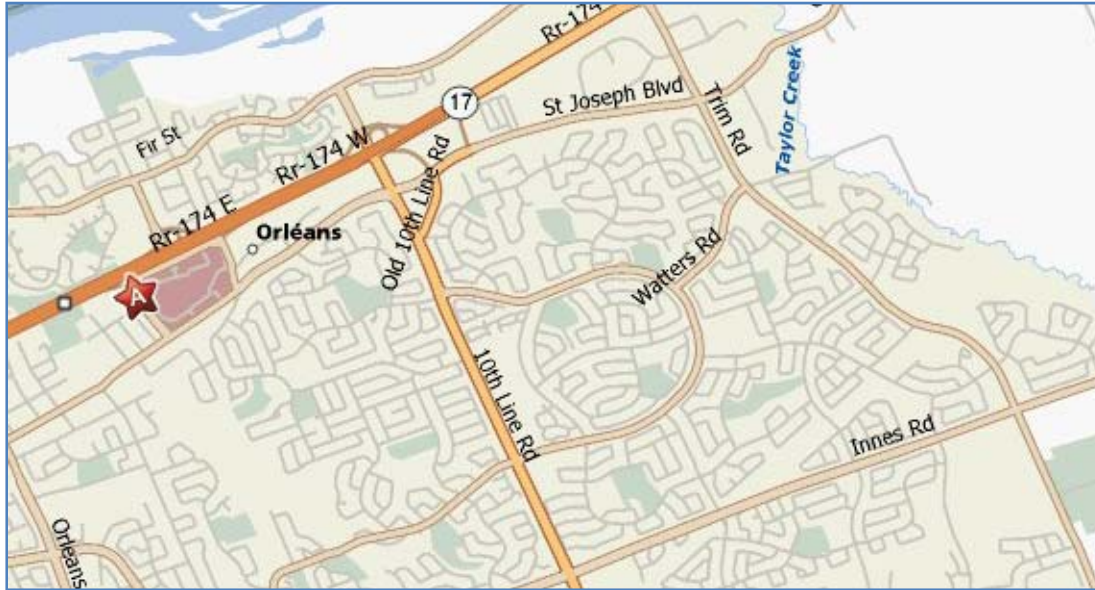 Rr-174
17
St Joseph Blvd
Trim Rd
Taylor Creek
Fir St
Rr-174 W
Old 10th Line Rd
Rr-174 E
Orléans
Watters Rd
A
10th Line Rd
Innes Rd
Orleans